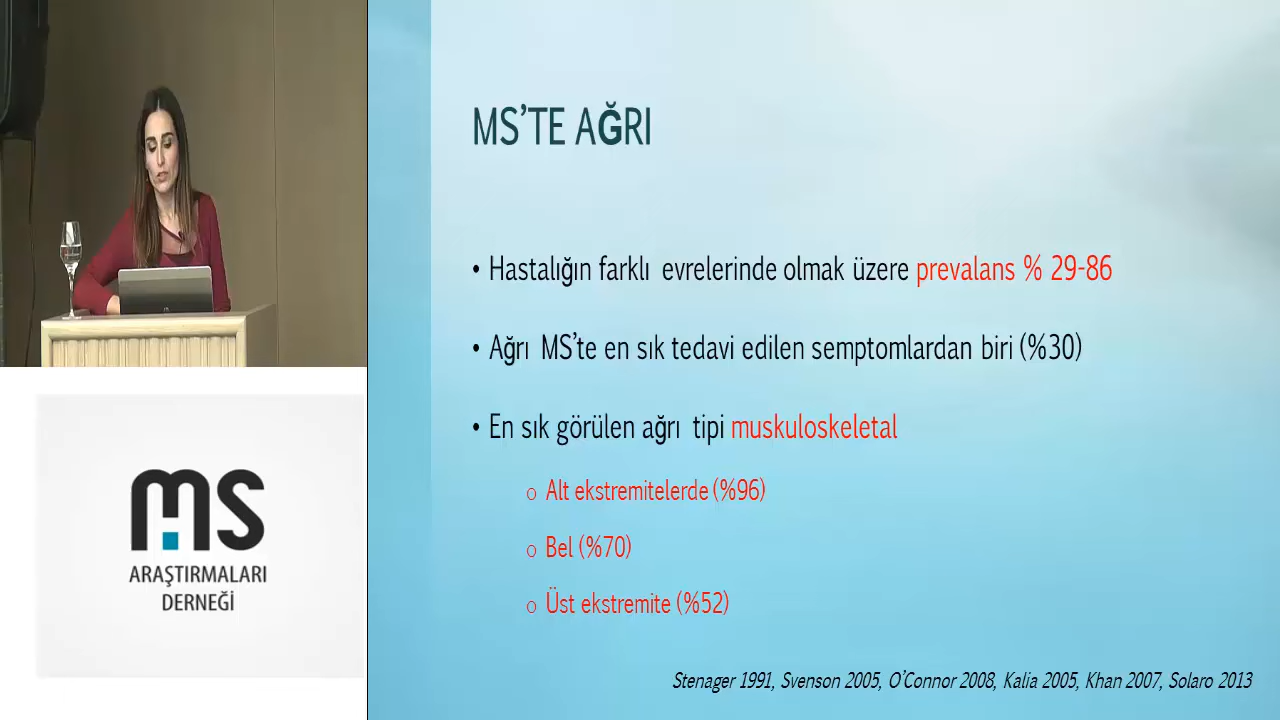 MS'TE AĞRI
• Hastalığın farklı evrelerinde olmak üzere prevalans % 29-86
• Ağrı MS'te en sık tedavi edilen semptomlardan biri (%30)
• En sık görülen ağrı tipi muskuloskeletal
o Alt ekstremitelerde (%96)
o Bel (%70)
o Üst ekstremite (%52)
Stenager 1991, Svenson 2005, O'Connor 2008, Kalia 2005, Khan 2007, Solaro 2013
MS
ARAŞTIRMALARI
DERNEĞİ